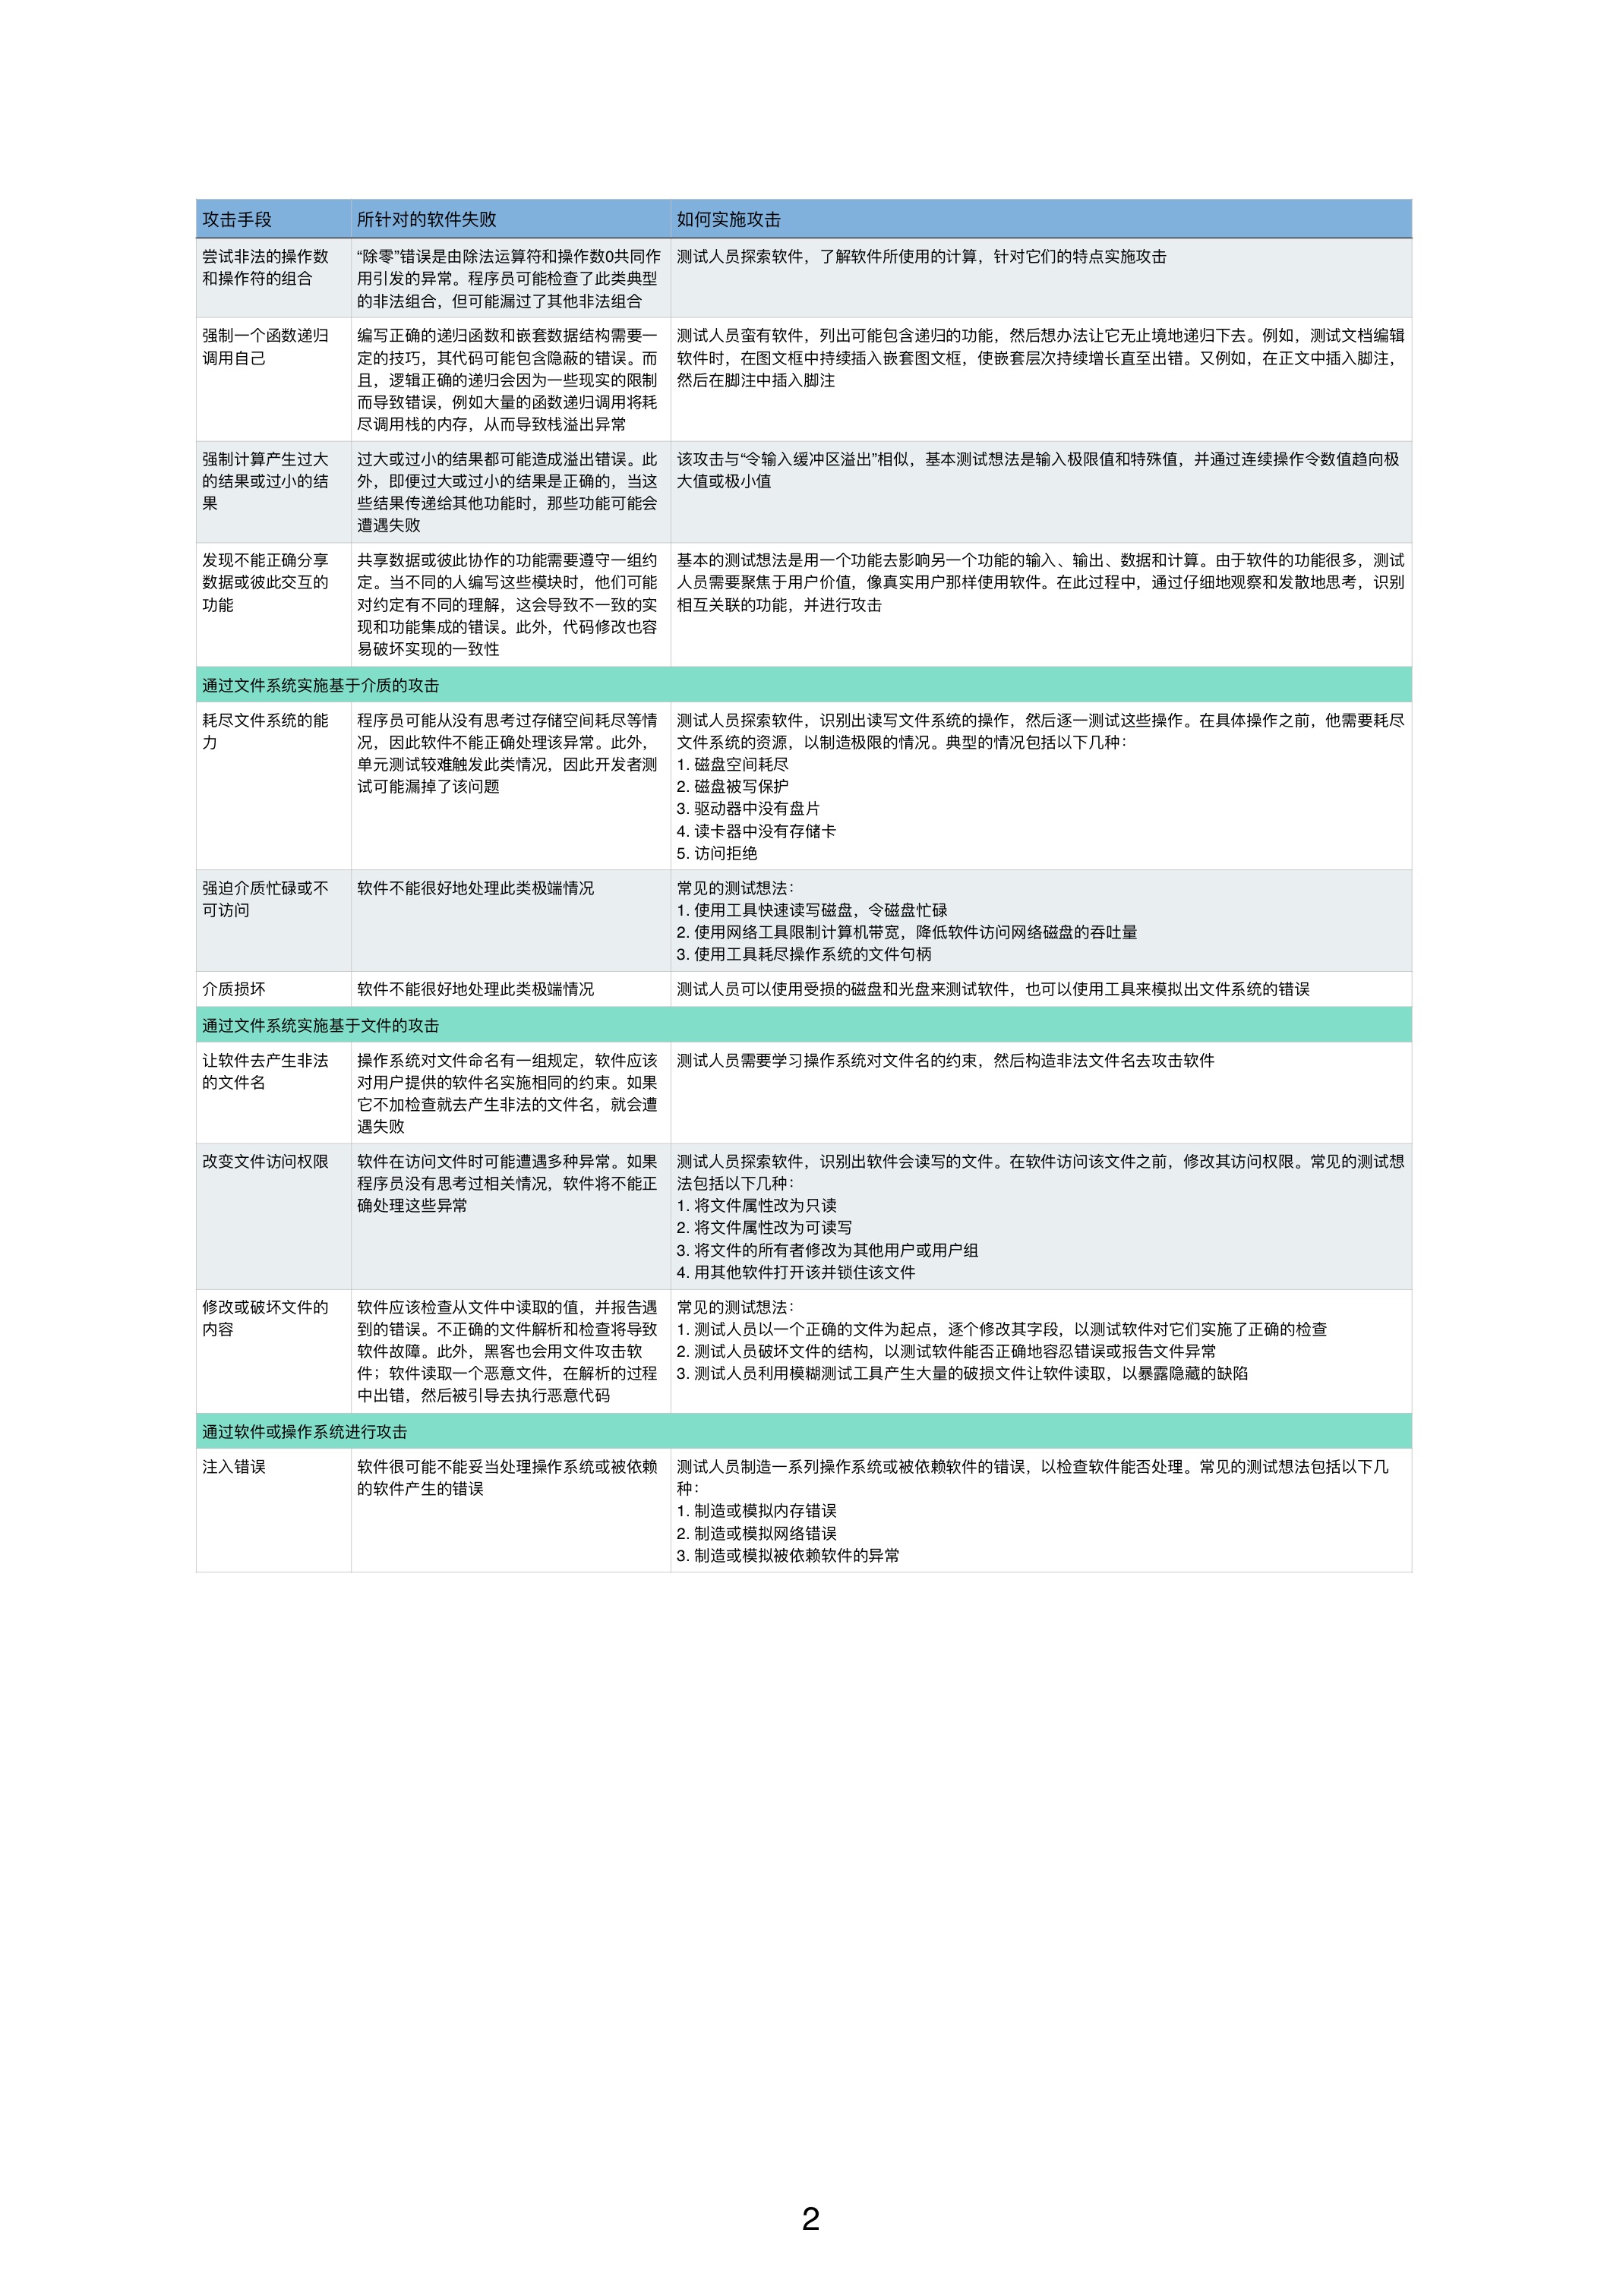 攻击手段
所针对的软件失败
如何实施攻击
尝试非法的操作数
和操作符的组合
“除零”错误是由除法运算符和操作数0共同作
用引发的异常。程序员可能检查了此类典型
的非法组合，但可能漏过了其他非法组合
测试人员探索软件，了解软件所使用的计算，针对它们的特点实施攻击
强制一个函数递归
调用自己
编写正确的递归函数和嵌套数据结构需要一
定的技巧，其代码可能包含隐蔽的错误。而
且，逻辑正确的递归会因为一些现实的限制
而导致错误，例如大量的函数递归调用将耗
尽调用栈的内存，从而导致栈溢出异常
测试人员蛮有软件，列出可能包含递归的功能，然后想办法让它无止境地递归下去。例如，测试文档编辑
软件时，在图文框中持续插入嵌套图文框，使嵌套层次持续增长直至出错。又例如，在正文中插入脚注，
然后在脚注中插入脚注
强制计算产生过大
的结果或过小的结
果
过大或过小的结果都可能造成溢出错误。此
外，即便过大或过小的结果是正确的，当这
些结果传递给其他功能时，那些功能可能会
遭遇失败
该攻击与“令输入缓冲区溢出”相似，基本测试想法是输入极限值和特殊值，并通过连续操作令数值趋向极
大值或极小值
发现不能正确分享
数据或彼此交互的
功能
共享数据或彼此协作的功能需要遵守一组约
定。当不同的人编写这些模块时，他们可能
对约定有不同的理解，这会导致不一致的实
现和功能集成的错误。此外，代码修改也容
易破坏实现的一致性
基本的测试想法是用一个功能去影响另一个功能的输入、输出、数据和计算。由于软件的功能很多，测试
人员需要聚焦于用户价值，像真实用户那样使用软件。在此过程中，通过仔细地观察和发散地思考，识别
相互关联的功能，并进行攻击
通过文件系统实施基于介质的攻击
耗尽文件系统的能
力
程序员可能从没有思考过存储空间耗尽等情
况，因此软件不能正确处理该异常。此外，
单元测试较难触发此类情况，因此开发者测
试可能漏掉了该问题
测试人员探索软件，识别出读写文件系统的操作，然后逐一测试这些操作。在具体操作之前，他需要耗尽
文件系统的资源，以制造极限的情况。典型的情况包括以下几种：
1. 磁盘空间耗尽
2. 磁盘被写保护
3. 驱动器中没有盘片
4. 读卡器中没有存储卡
5. 访问拒绝
强迫介质忙碌或不
可访问
软件不能很好地处理此类极端情况
常见的测试想法：
1. 使用工具快速读写磁盘，令磁盘忙碌
2. 使用网络工具限制计算机带宽，降低软件访问网络磁盘的吞吐量
3. 使用工具耗尽操作系统的文件句柄
介质损坏
软件不能很好地处理此类极端情况
测试人员可以使用受损的磁盘和光盘来测试软件，也可以使用工具来模拟出文件系统的错误
通过文件系统实施基于文件的攻击
让软件去产生非法
的文件名
操作系统对文件命名有一组规定，软件应该
对用户提供的软件名实施相同的约束。如果
它不加检查就去产生非法的文件名，就会遭
遇失败
测试人员需要学习操作系统对文件名的约束，然后构造非法文件名去攻击软件
改变文件访问权限
软件在访问文件时可能遭遇多种异常。如果
程序员没有思考过相关情况，软件将不能正
确处理这些异常
测试人员探索软件，识别出软件会读写的文件。在软件访问该文件之前，修改其访问权限。常见的测试想
法包括以下几种：
1. 将文件属性改为只读
2. 将文件属性改为可读写
3. 将文件的所有者修改为其他用户或用户组
4. 用其他软件打开该并锁住该文件
修改或破坏文件的
内容
软件应该检查从文件中读取的值，并报告遇
到的错误。不正确的文件解析和检查将导致
软件故障。此外，黑客也会用文件攻击软
件；软件读取一个恶意文件，在解析的过程
中出错，然后被引导去执行恶意代码
常见的测试想法：
1. 测试人员以一个正确的文件为起点，逐个修改其字段，以测试软件对它们实施了正确的检查
2. 测试人员破坏文件的结构，以测试软件能否正确地容忍错误或报告文件异常
3. 测试人员利用模糊测试工具产生大量的破损文件让软件读取，以暴露隐藏的缺陷
通过软件或操作系统进行攻击
注入错误
软件很可能不能妥当处理操作系统或被依赖
的软件产生的错误
测试人员制造一系列操作系统或被依赖软件的错误，以检查软件能否处理。常见的测试想法包括以下几
种：
1. 制造或模拟内存错误
2. 制造或模拟网络错误
3. 制造或模拟被依赖软件的异常
2